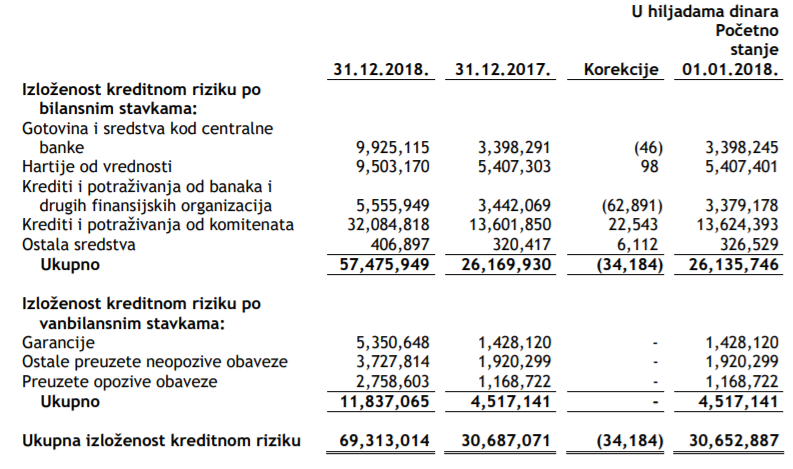 U hiljadama dinara
Početno
stanje
31.12.2018. 31.12.2017. Korekcije 01.01.2018.
Izloženost kreditnom riziku po
bilansnim stavkama:
Gotovina i sredstva kod centralne
banke 9,925,115 3,398,291 (46) 3,398,245
Hartije od vrednosti 9,503,170 5,407,303 98 5,407,401
Krediti i potraživanja od banaka i
drugih finansijskih organizacija 5,555,949 3,442,069 (62,891) 3,379,178
Krediti i potraživanja od komitenata 32,084,818 13,601,850 22,543 13,624,393
Ostala sredstva 406,897 320,417 6,112 326,529
Ukupno 57,475,949 26,169,930 (34,184) 26,135,746
Izloženost kreditnom riziku po
vanbilansnim stavkama:
Garancije 5,350,648 1,428,120 - 1,428,120
Ostale preuzete neopozive obaveze 3,727,814 1,920,299 - 1,920,299
Preuzete opozive obaveze 2,758,603 1,168,722 - 1,168,722
Ukupno 11,837,065 4,517,141 - 4,517,141
Ukupna izloženost kreditnom riziku 69,313,014 30,687,071 (34,184) 30,652,887